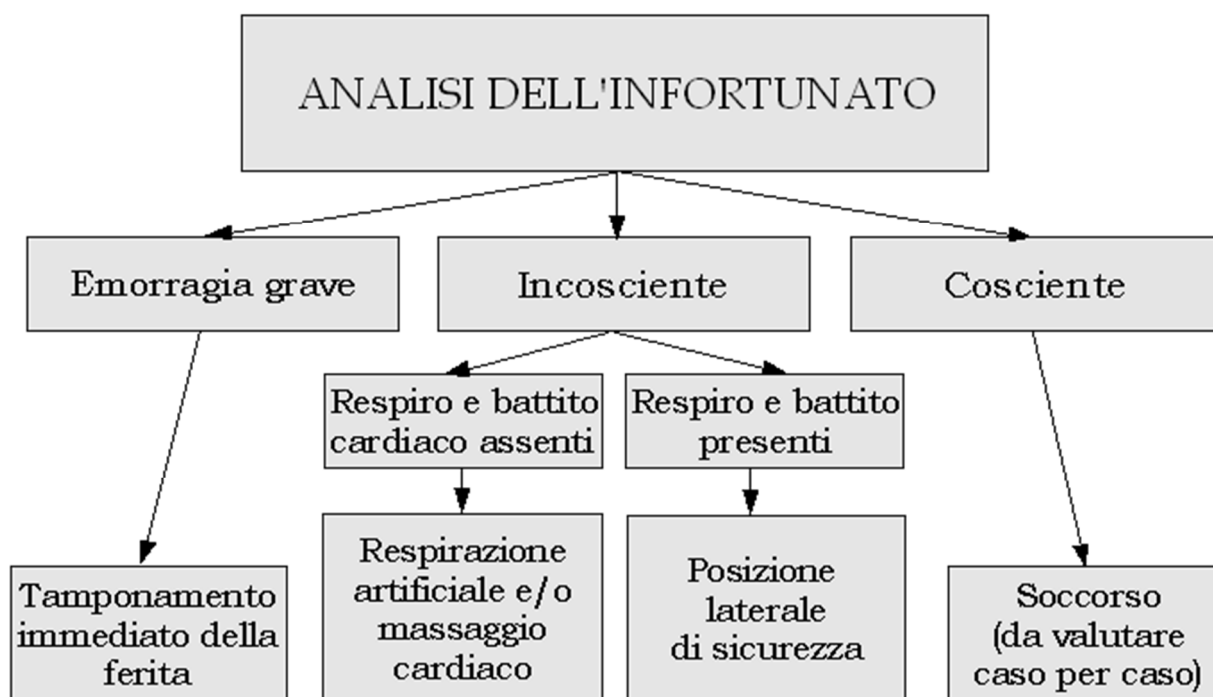 ANALISI DELL'INFORTUNATO
Emorragia grave
Incosciente
Cosciente
Respiro e battito
cardiaco assenti
Respiro e battito
presenti
Tamponamento
immediato della
ferita
Respirazione
artificiale e/o
massaggio
cardiaco
Posizione
laterale
di sicurezza
Soccorso
(da valutare
caso per caso)